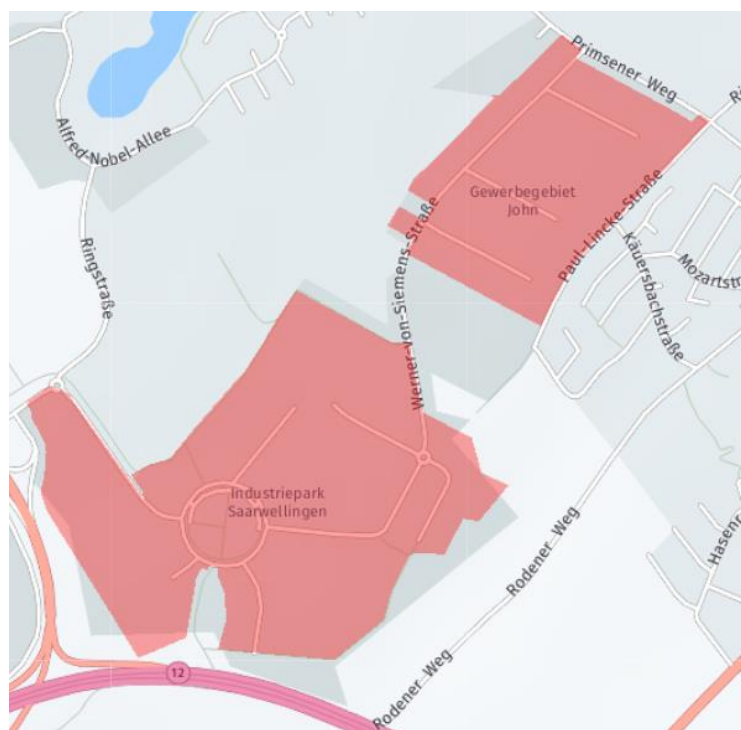 Primsener Weg
Alfred-Nobel-Allee
Gewerbegebiet
John
Paul-Lincke-Straße
Ringstraße
Werner-von-Siemens-Straße
Käuersbachstraße
Industriepark
Saarwellingen
Rodener Weg
Rodener Weg
12